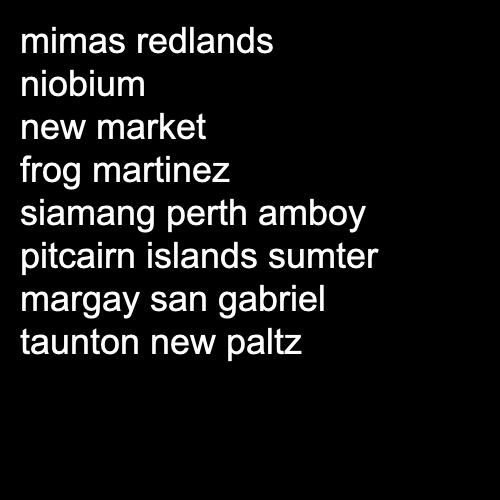 mimas redlands
niobium
new market
frog martinez
siamang perth amboy
pitcairn islands sumter
margay san gabriel
taunton new paltz